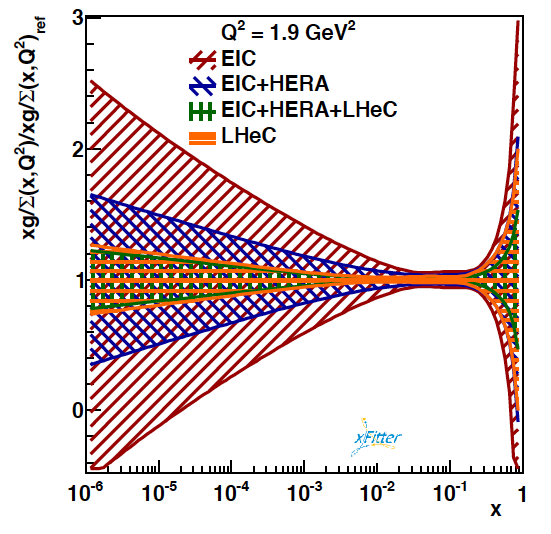 xg/Σ(x,Q²)/xg/Σ(x,Q²)ref
Q² = 1.9 GeV²
EIC
EIC+HERA
EIC+HERA+LHeC
LHeC
3
2
1
0
xFitter
10⁻⁶ 10⁻⁵ 10⁻⁴ 10⁻³ 10⁻² 10⁻¹ 1
x